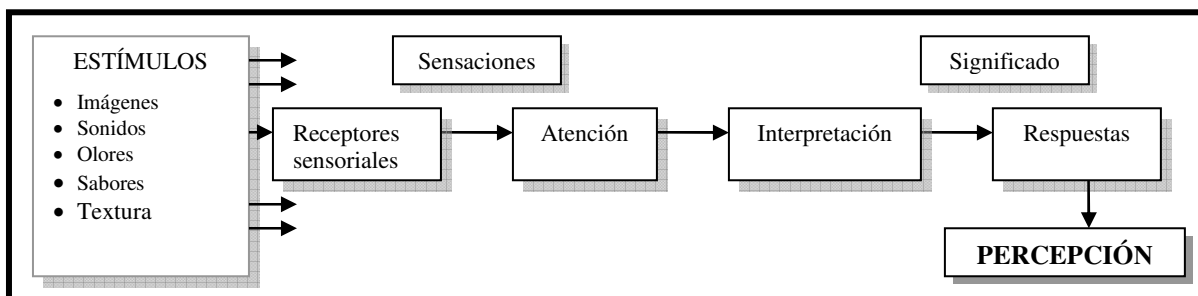 ESTÍMULOS
• Imágenes
• Sonidos
• Olores
• Sabores
• Textura
Sensaciones
Significado
Receptores
sensoriales
Atención
Interpretación
Respuestas
PERCEPCIÓN